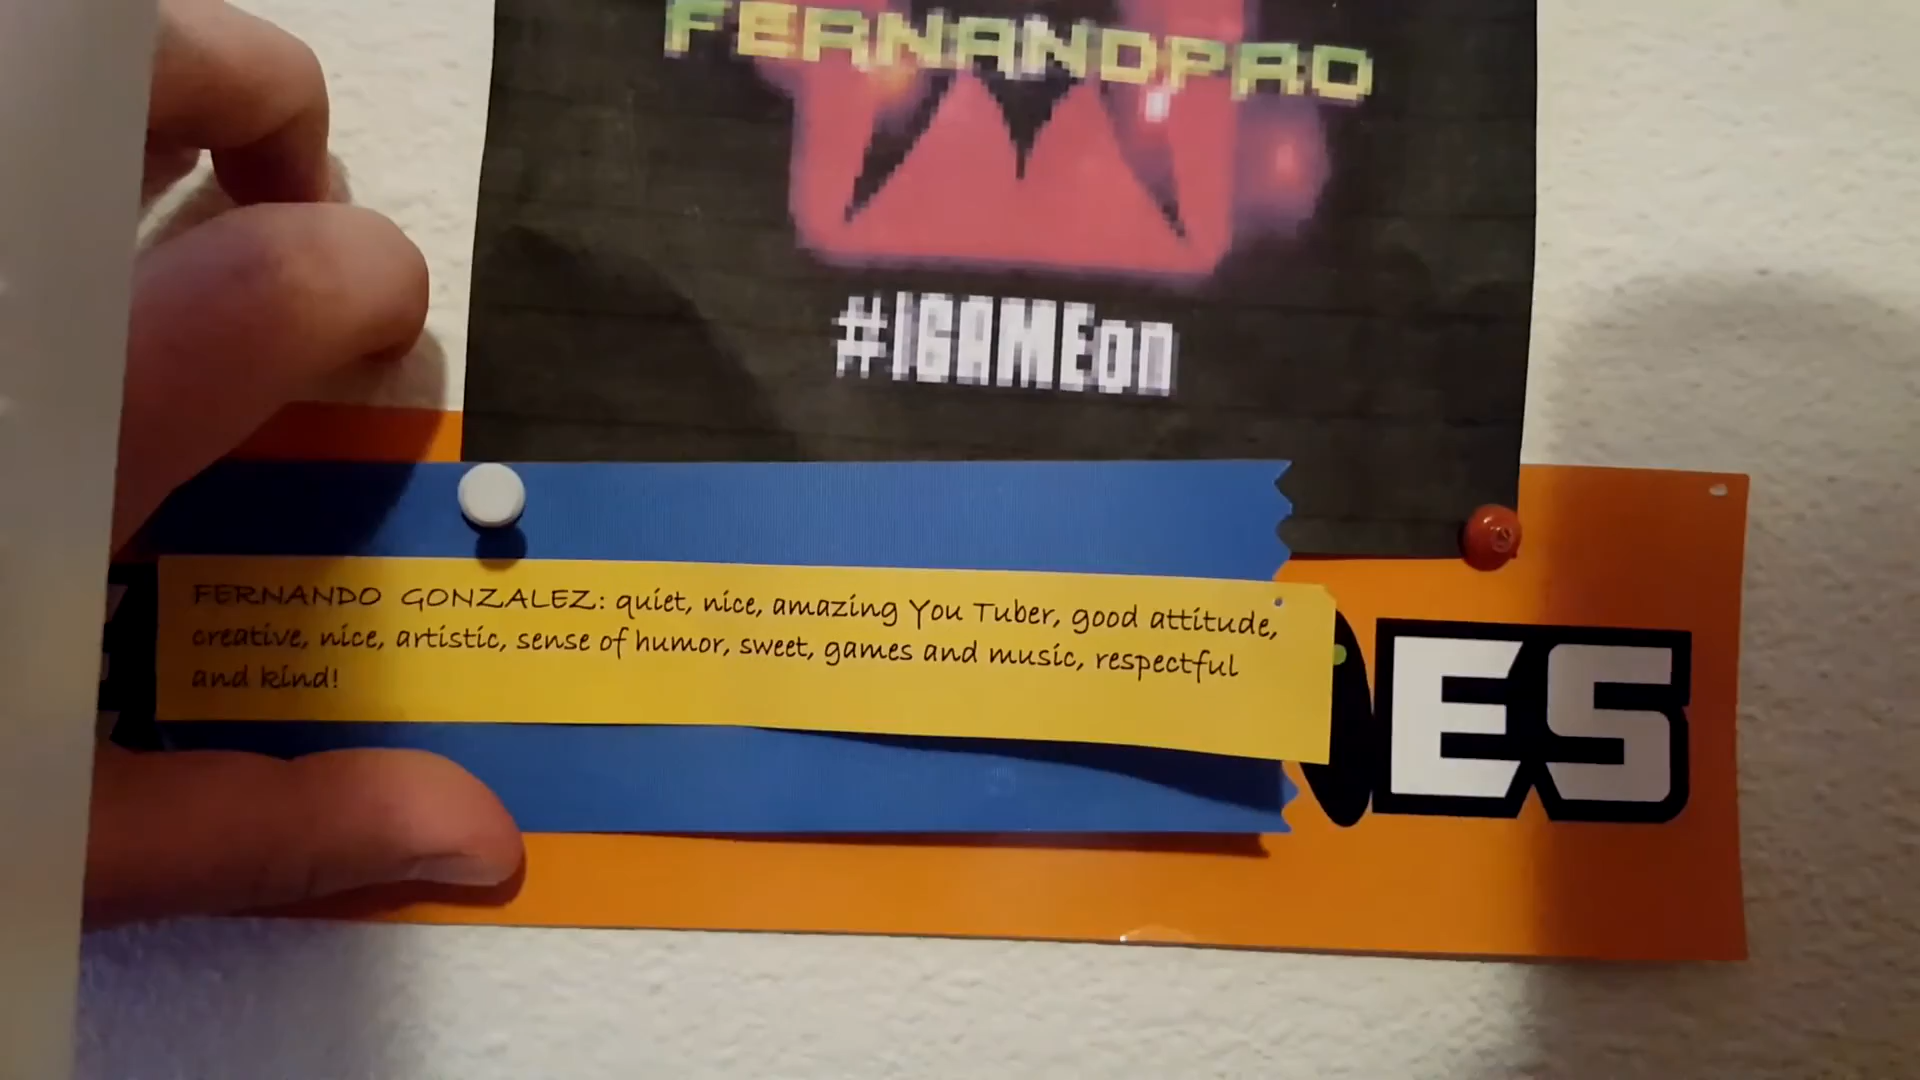 FERNANDPRO
#IGAMEon
FERNANDO GONZALEZ: quiet, nice, amazing You Tuber, good attitude,
creative, nice, artistic, sense of humor, sweet, games and music, respectful
and kind!
ES